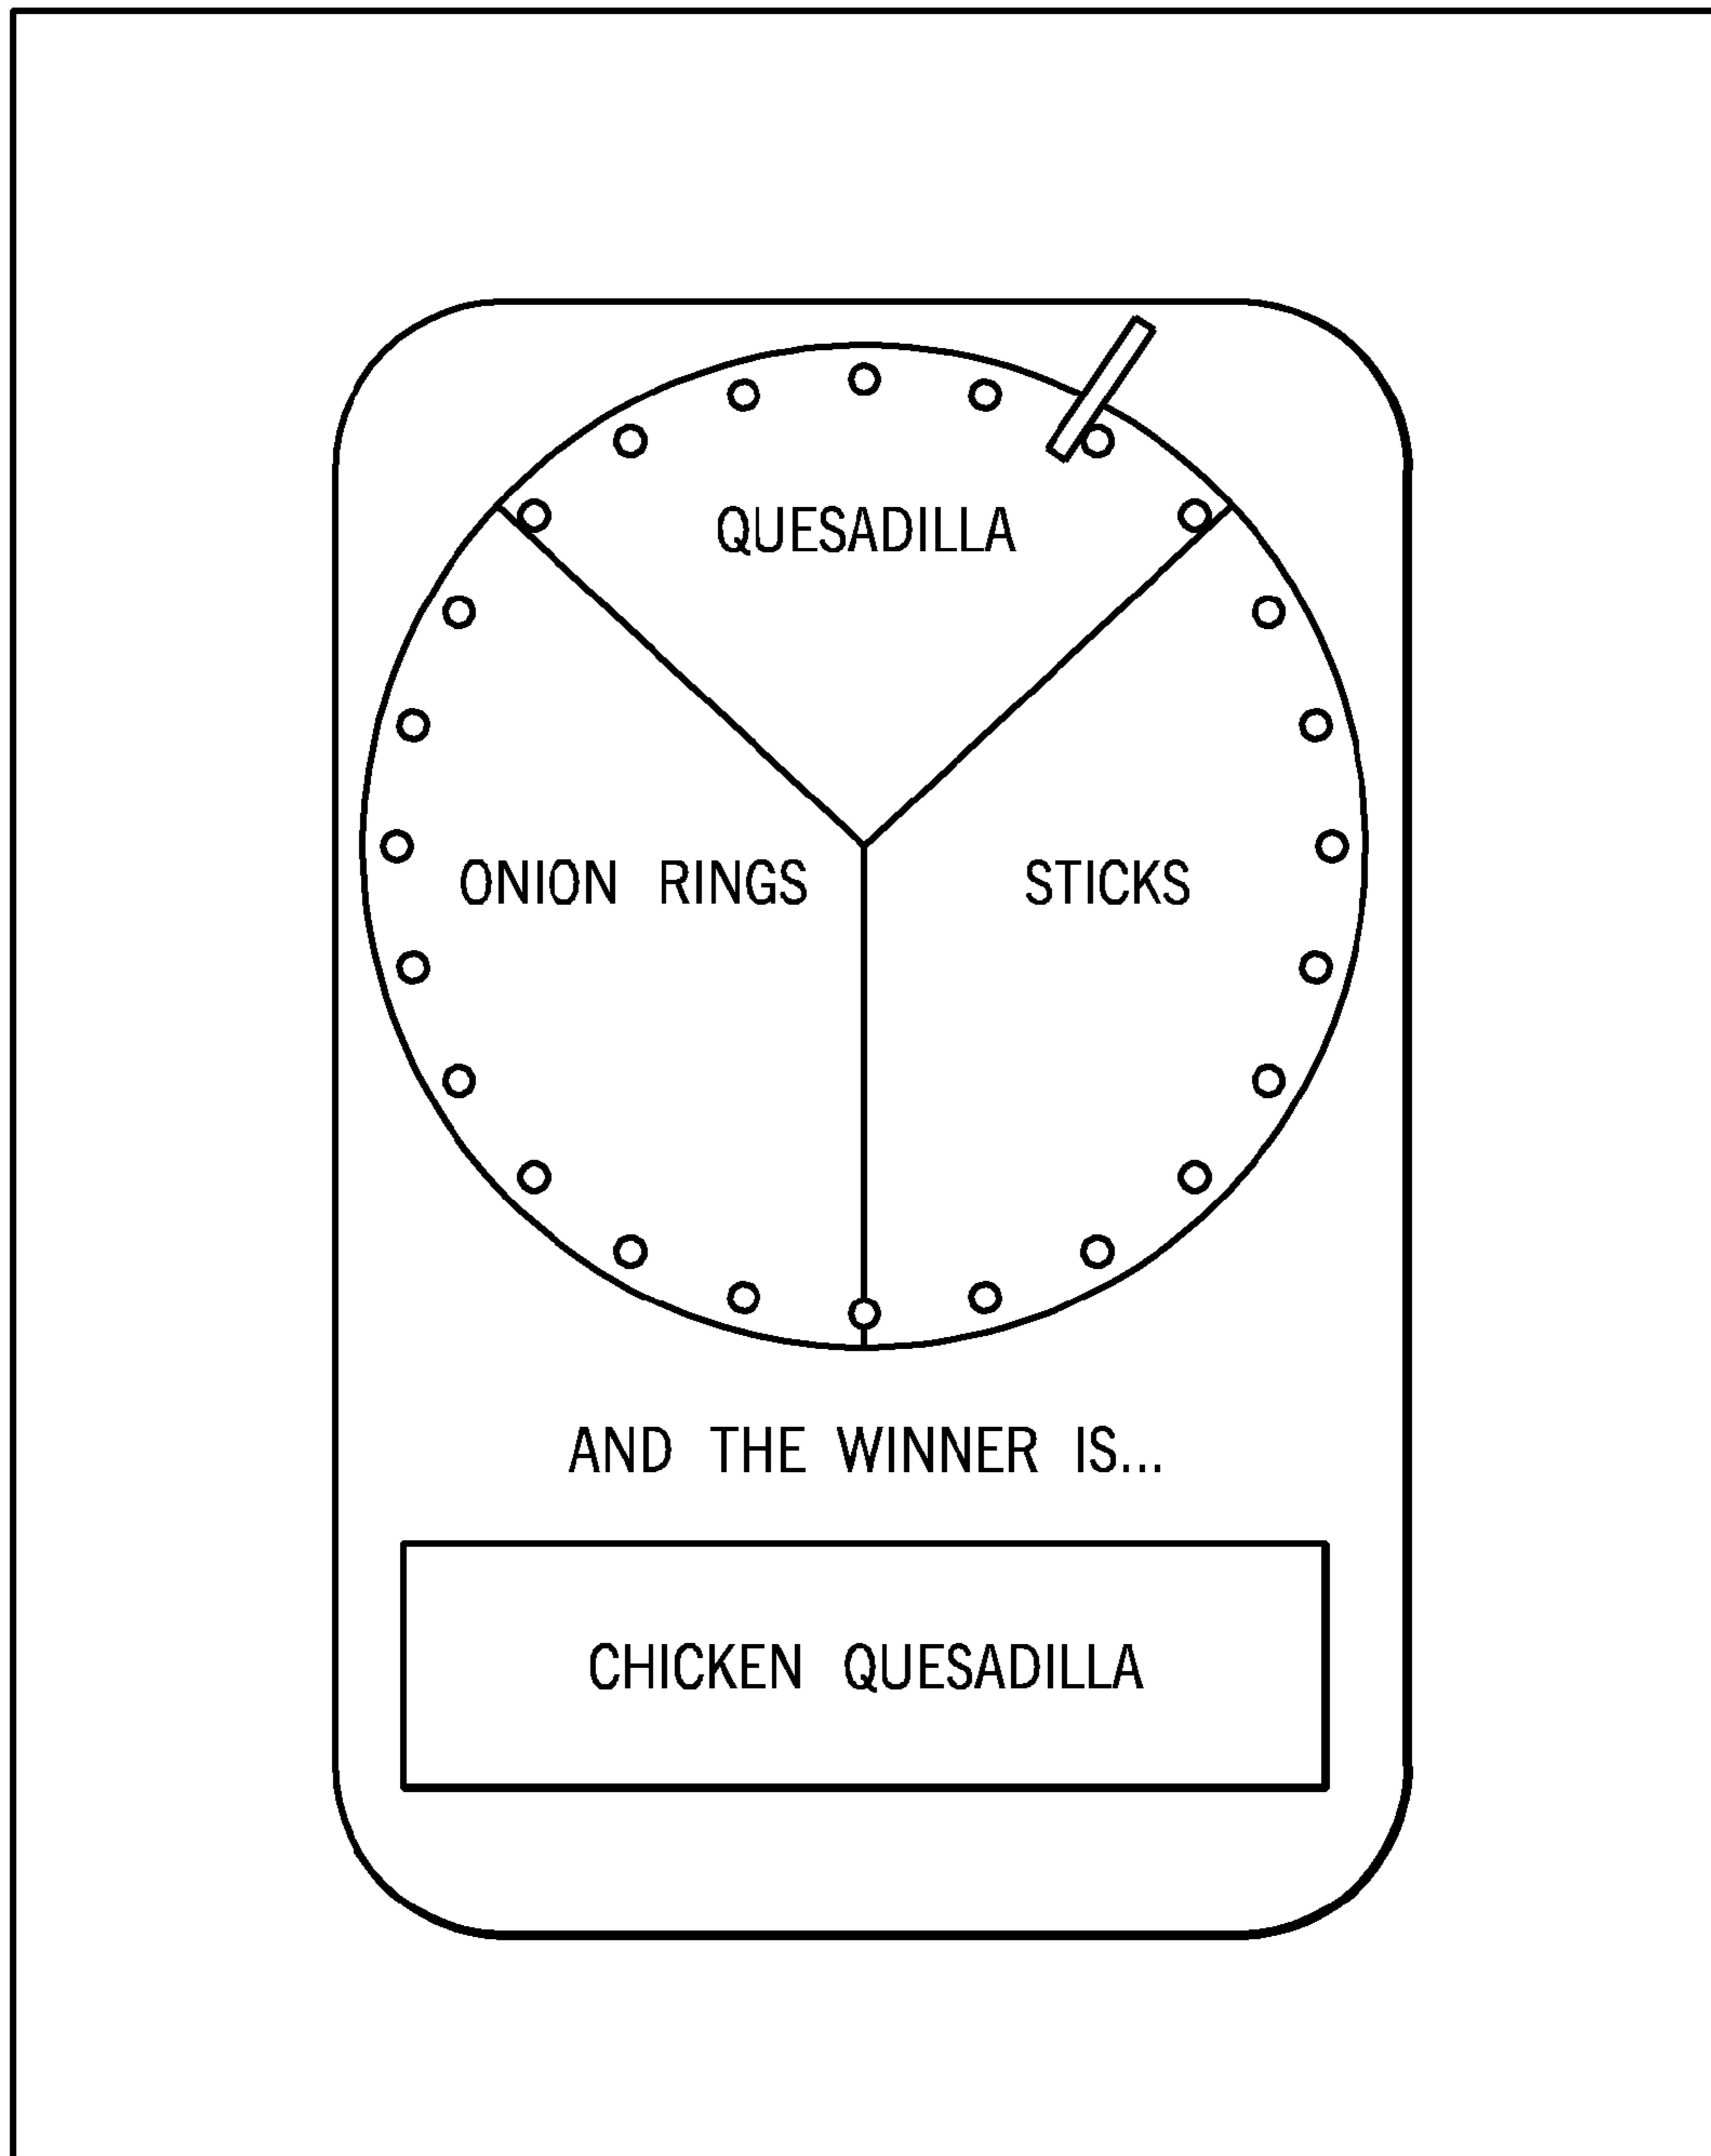 QUESADILLA
ONION RINGS
STICKS
AND THE WINNER IS...
CHICKEN QUESADILLA